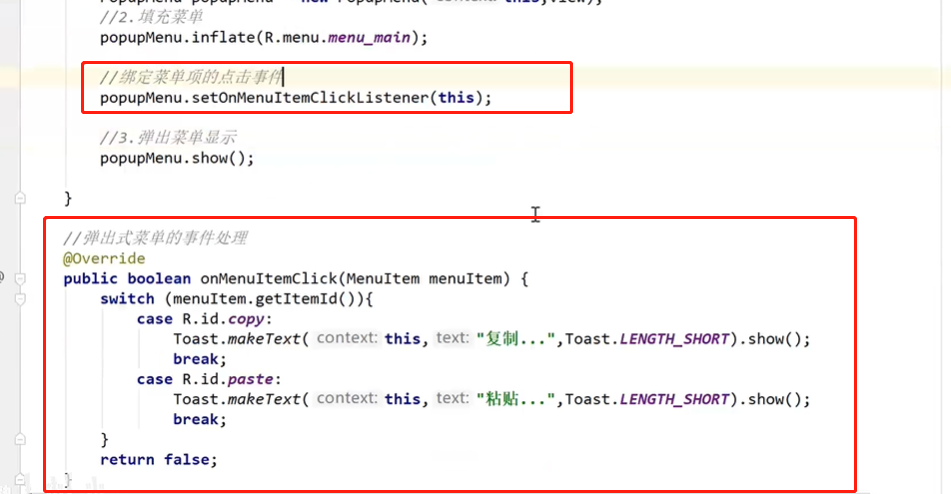 PopupMenu popupMenu = new PopupMenu( context: this,view);
//2.填充菜单
popupMenu.inflate(R.menu.menu_main);
//绑定菜单项的点击事件
popupMenu.setOnMenuItemClickListener(this);
//3.弹出菜单显示
popupMenu.show();
}
//弹出式菜单的事件处理
@Override
public boolean onMenuItemClick(MenuItem menuItem) {
switch (menuItem.getItemId()){
case R.id.copy:
Toast.makeText( context: this, text: "复制...",Toast.LENGTH_SHORT).show();
break;
case R.id.paste:
Toast.makeText( context: this, text: "粘贴...",Toast.LENGTH_SHORT).show();
break;
}
return false;
}